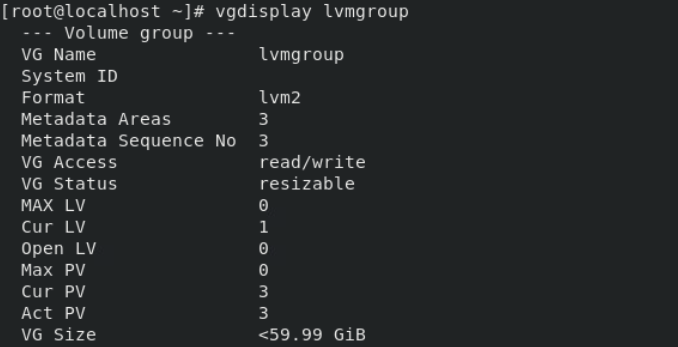 [root@localhost ~]# vgdisplay lvmgroup
--- Volume group ---
VG Name lvmgroup
System ID
Format lvm2
Metadata Areas 3
Metadata Sequence No 3
VG Access read/write
VG Status resizable
MAX LV 0
Cur LV 1
Open LV 0
Max PV 0
Cur PV 3
Act PV 3
VG Size <59.99 GiB